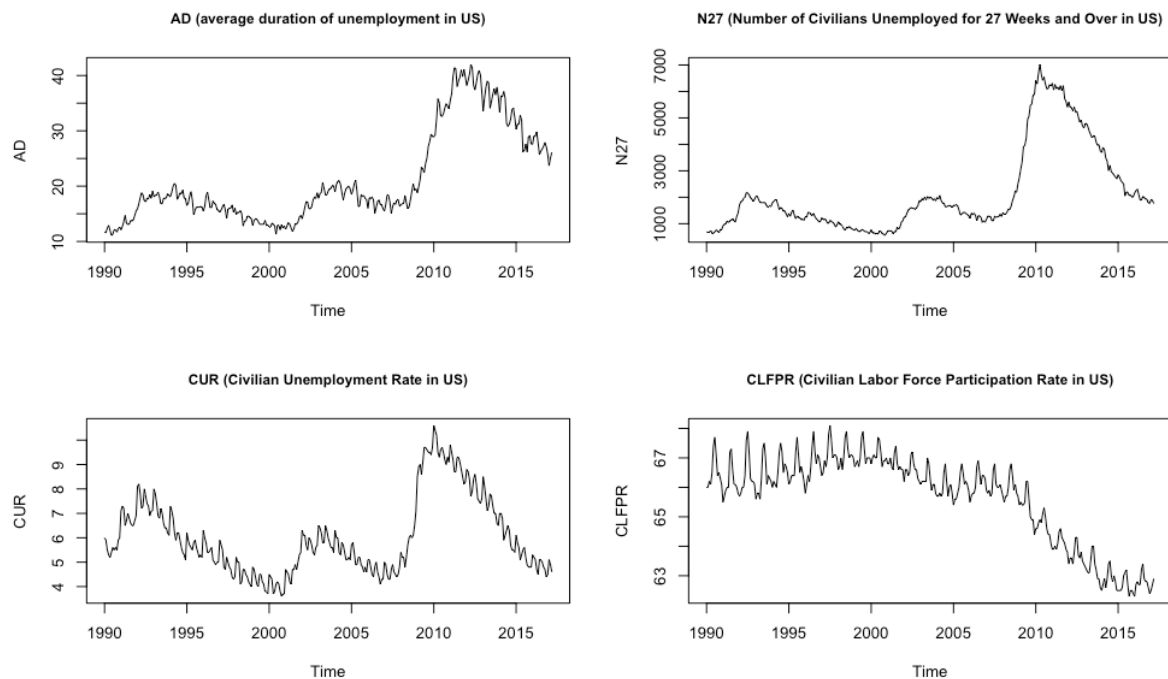 AD (average duration of unemployment in US)
AD
10
20
30
40
1990 1995 2000 2005 2010 2015
Time
N27 (Number of Civilians Unemployed for 27 Weeks and Over in US)
N27
1000
3000
5000
7000
1990 1995 2000 2005 2010 2015
Time
CUR (Civilian Unemployment Rate in US)
CUR
4
5
6
7
8
9
1990 1995 2000 2005 2010 2015
Time
CLFPR (Civilian Labor Force Participation Rate in US)
CLFPR
63
65
67
1990 1995 2000 2005 2010 2015
Time